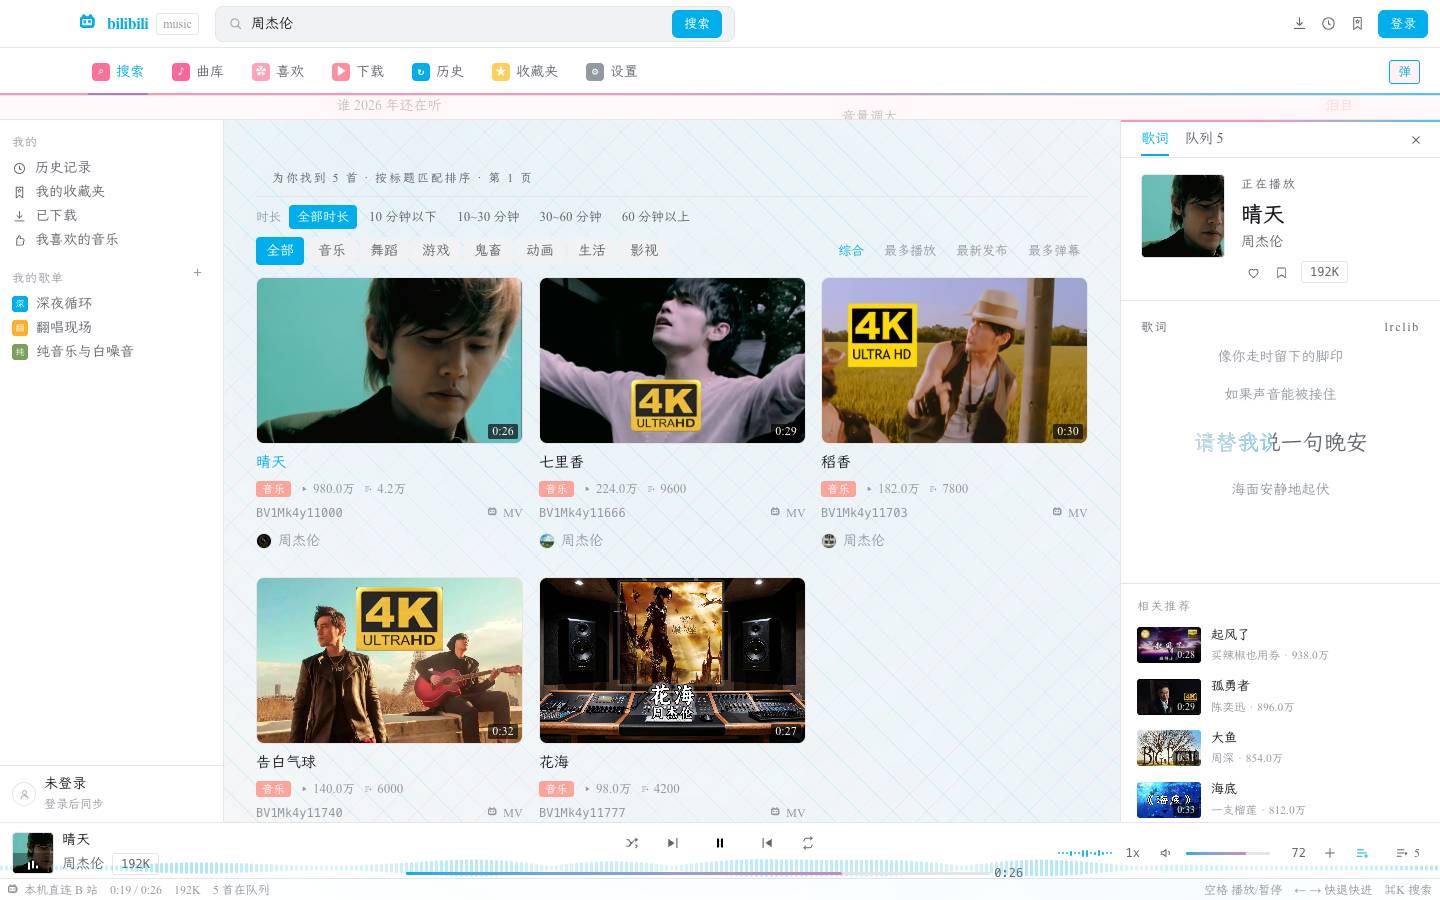 bilibili music
周杰伦
搜索
登录
搜索 曲库 喜欢 下载 历史 收藏夹 设置 弹
谁 2026 年还在听
音量调大
泪目
我的
历史记录
我的收藏夹
已下载
我喜欢的音乐
我的歌单 +
深 深夜循环
翻 翻唱现场
纯 纯音乐与白噪音
未登录
登录后同步
为你找到 5 首 · 按标题匹配排序 · 第 1 页
时长 全部时长 10 分钟以下 10~30 分钟 30~60 分钟 60 分钟以上
全部 音乐 舞蹈 游戏 鬼畜 动画 生活 影视
综合 最多播放 最新发布 最多弹幕
0:26
晴天
音乐 980.0万 4.2万
BV1Mk4y11000 MV
周杰伦
4K
ULTRAHD
0:29
七里香
音乐 224.0万 9600
BV1Mk4y11666 MV
周杰伦
4K
ULTRA HD
0:30
稻香
音乐 182.0万 7800
BV1Mk4y11703 MV
周杰伦
4K
ULTRAHD
0:32
告白气球
音乐 140.0万 6000
BV1Mk4y11740 MV
花海
周杰伦
0:27
花海
音乐 98.0万 4200
BV1Mk4y11777 MV
歌词 队列 5 ×
正在播放
晴天
周杰伦
192K
歌词 lrclib
像你走时留下的脚印
如果声音能被接住
请替我说一句晚安
海面安静地起伏
相关推荐
0:28
起风了
买辣椒也用券 · 938.0万
4K
0:29
孤勇者
陈奕迅 · 896.0万
0:31
大鱼
周深 · 854.0万
《海底》
0:33
海底
一支榴莲 · 812.0万
晴天
周杰伦 192K
0:26
1x
72
5
本机直连 B 站 0:19 / 0:26 192K 5 首在队列
空格 播放/暂停 ← → 快退快进 ⌘K 搜索